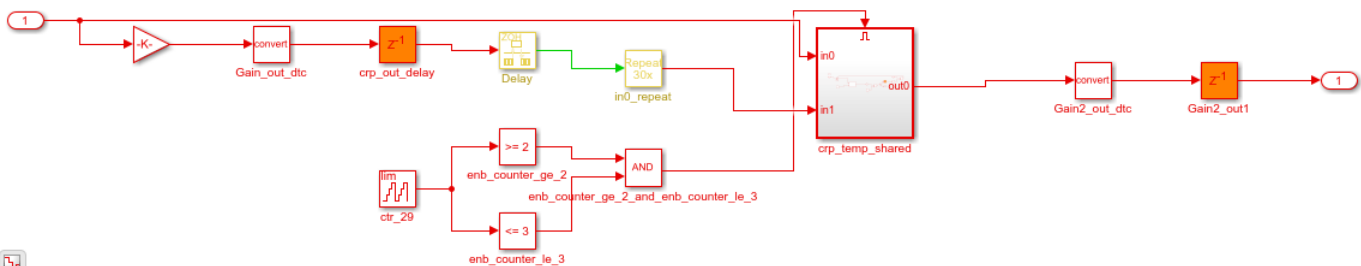 1
-K-
convert
Gain_out_dtc
z-1
crp_out_delay
ZOH
Delay
Repeat
30x
in0_repeat
in0
in1
out0
crp_temp_shared
convert
Gain2_out_dtc
z-1
Gain2_out1
1
lim
ctr_29
>= 2
enb_counter_ge_2
<= 3
enb_counter_le_3
AND
enb_counter_ge_2_and_enb_counter_le_3